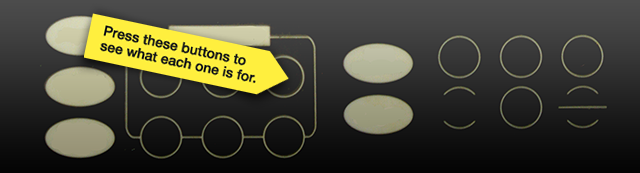 Press these buttons to
see what each one is for.